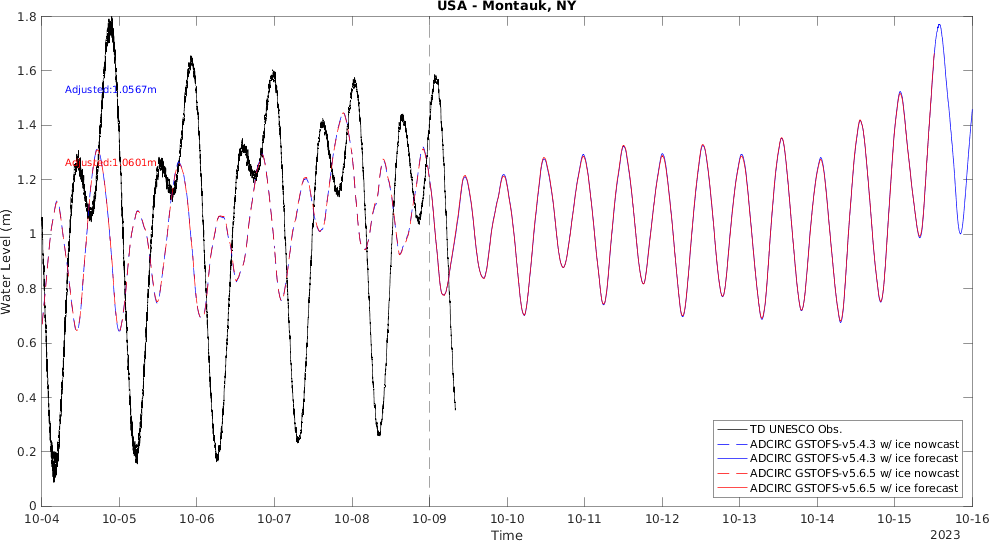 USA - Montauk, NY
Water Level (m)
1.8
1.6
1.4
1.2
1
0.8
0.6
0.4
0.2
0
Adjusted:1.0567m
Adjusted:1.0601m
TD UNESCO Obs.
ADCIRC GSTOFS-v5.4.3 w/ ice nowcast
ADCIRC GSTOFS-v5.4.3 w/ ice forecast
ADCIRC GSTOFS-v5.6.5 w/ ice nowcast
ADCIRC GSTOFS-v5.6.5 w/ ice forecast
10-04 10-05 10-06 10-07 10-08 10-09 10-10 10-11 10-12 10-13 10-14 10-15 10-16
Time
2023